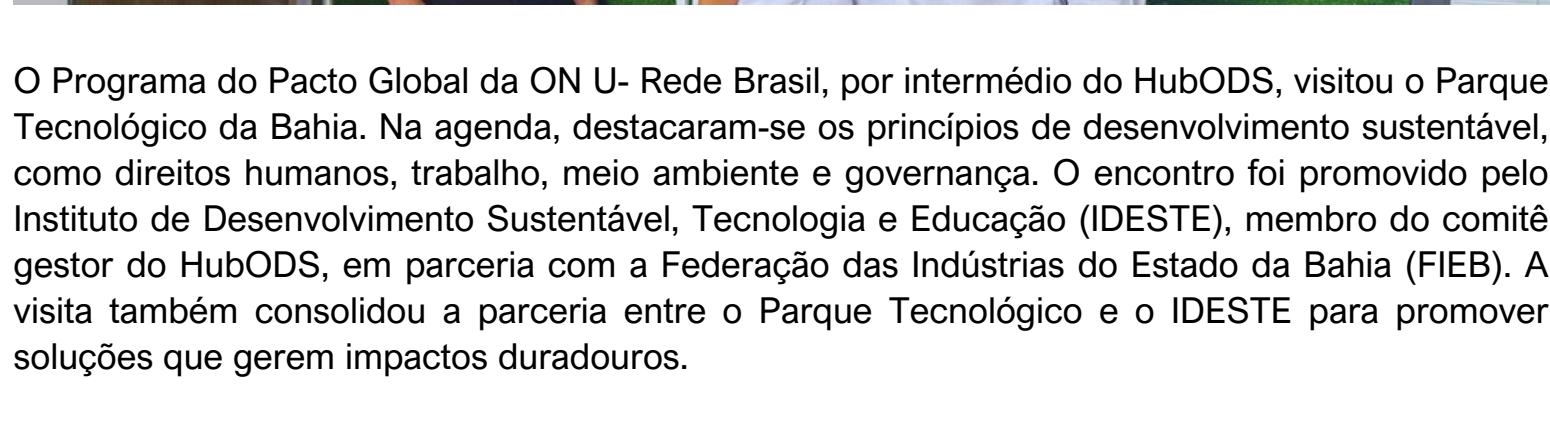 O Programa do Pacto Global da ON U- Rede Brasil, por intermédio do HubODS, visitou o Parque
Tecnológico da Bahia. Na agenda, destacaram-se os princípios de desenvolvimento sustentável,
como direitos humanos, trabalho, meio ambiente e governança. O encontro foi promovido pelo
Instituto de Desenvolvimento Sustentável, Tecnologia e Educação (IDESTE), membro do comitê
gestor do HubODS, em parceria com a Federação das Indústrias do Estado da Bahia (FIEB). A
visita também consolidou a parceria entre o Parque Tecnológico e o IDESTE para promover
soluções que gerem impactos duradouros.